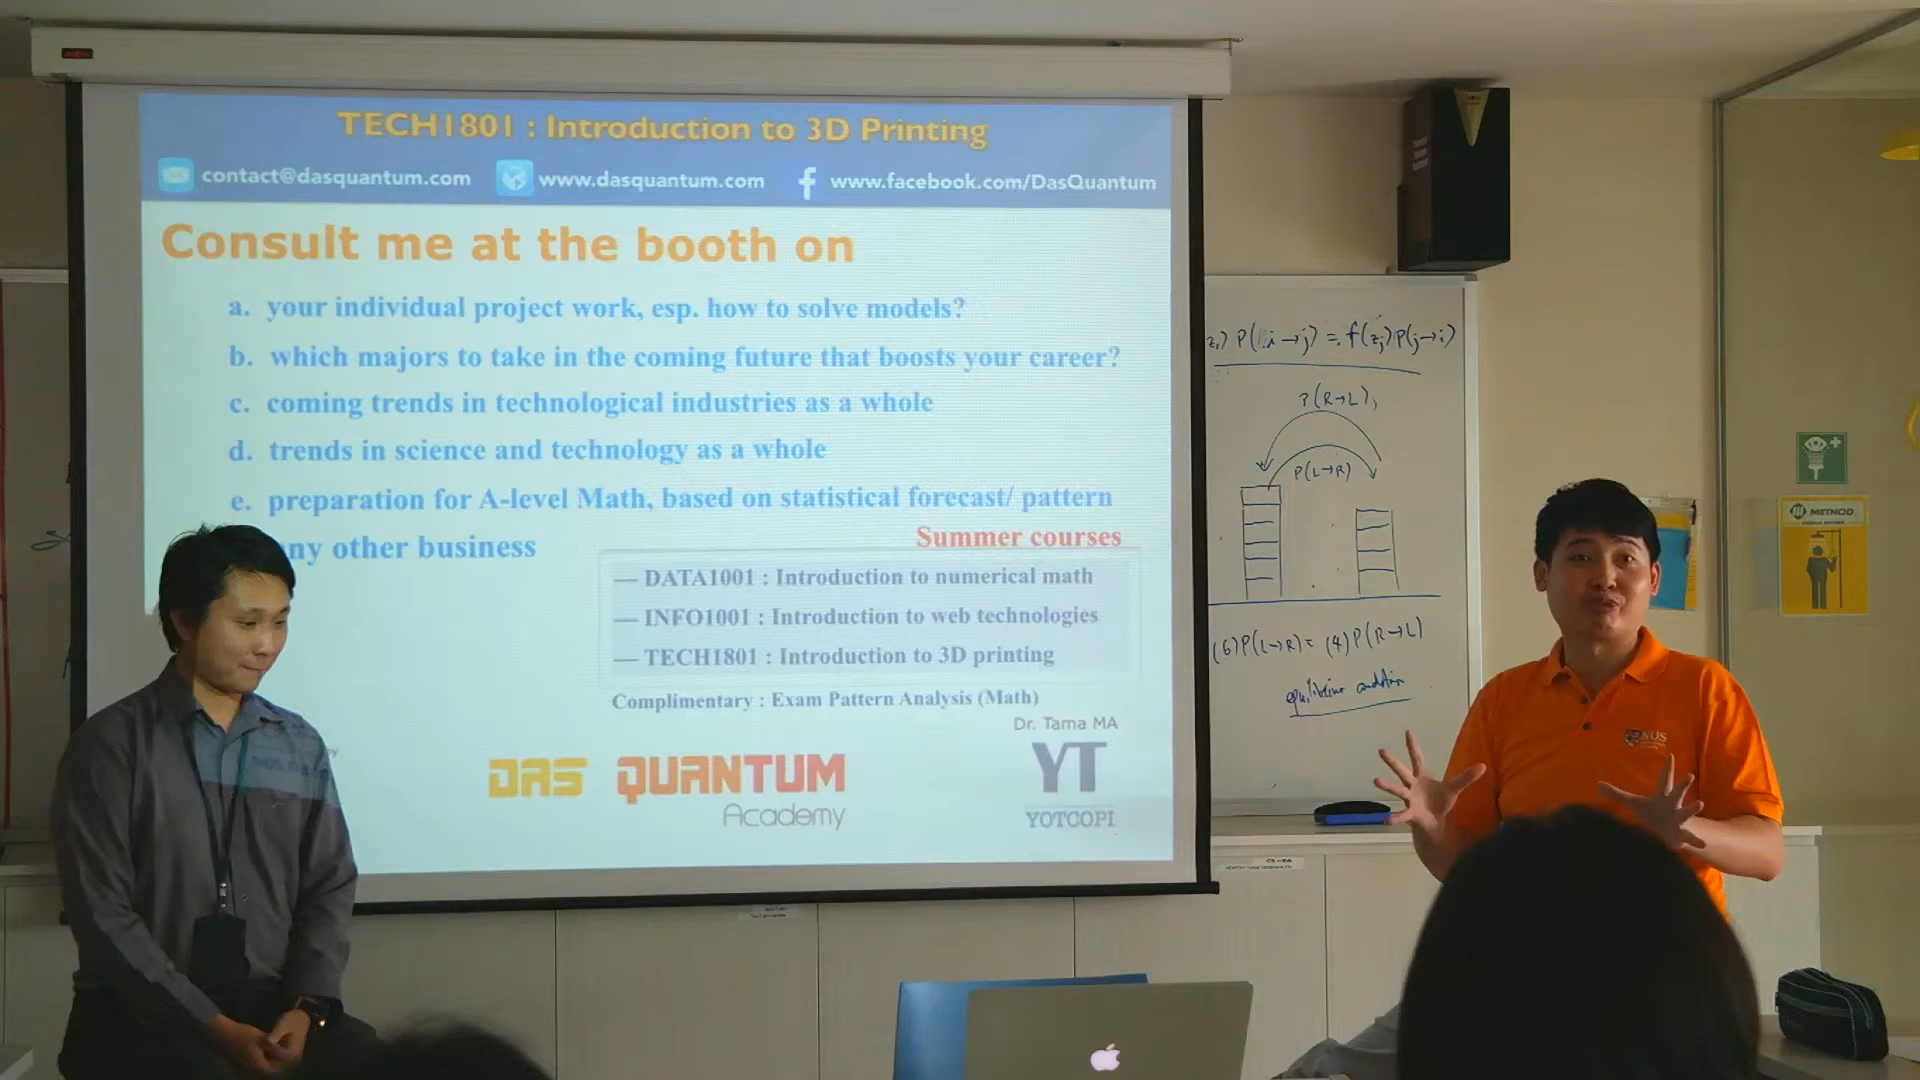 TECH1801 : Introduction to 3D Printing
contact@dasquantum.com www.dasquantum.com www.facebook.com/DasQuantum
Consult me at the booth on
a. your individual project work, esp. how to solve models?
b. which majors to take in the coming future that boosts your career?
c. coming trends in technological industries as a whole
d. trends in science and technology as a whole
e. preparation for A-level Math, based on statistical forecast/ pattern
ny other business
Summer courses
— DATA1001 : Introduction to numerical math
— INFO1001 : Introduction to web technologies
— TECH1801 : Introduction to 3D printing
Complimentary : Exam Pattern Analysis (Math)
Dr. Tama MA
DAS QUANTUM
Academy
YT
YOTCOPI
P(i→j) = f(zj)P(j→i)
P(R→L)
P(L→R)
(6)P(L→R) = (4)P(R→L)
equilibrium condition
NUS
METHOD